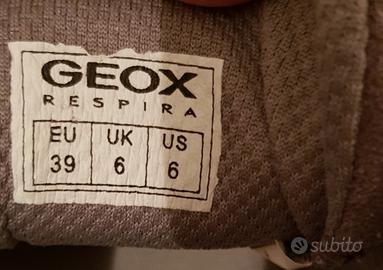 GEOX
RESPIRA
EU UK US
39 6 6
subito